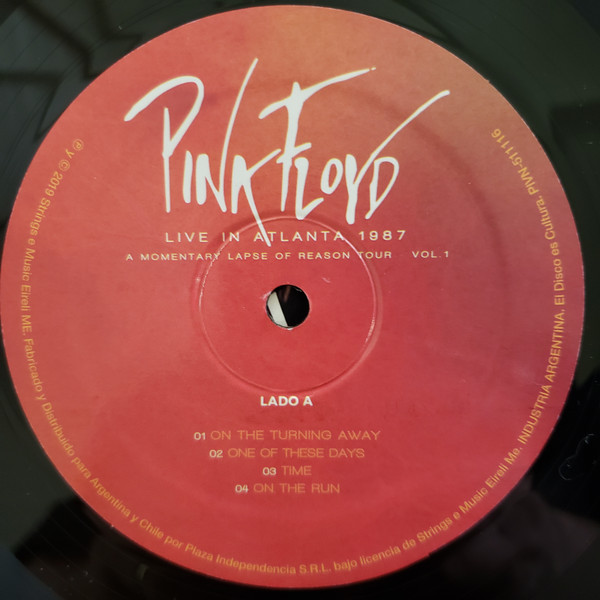 PINK FLOYD
LIVE IN ATLANTA 1987
A MOMENTARY LAPSE OF REASON TOUR VOL.1
LADO A
01 ON THE TURNING AWAY
02 ONE OF THESE DAYS
03 TIME
04 ON THE RUN
℗ y © 2019 Strings e Music Eireli ME. Fabricado y Distribuido para Argentina y Chile por Plaza Independencia S.R.L. bajo licencia de Strings e Music Eireli Me. INDUSTRIA ARGENTINA. El Disco es Cultura. PIVN-511116